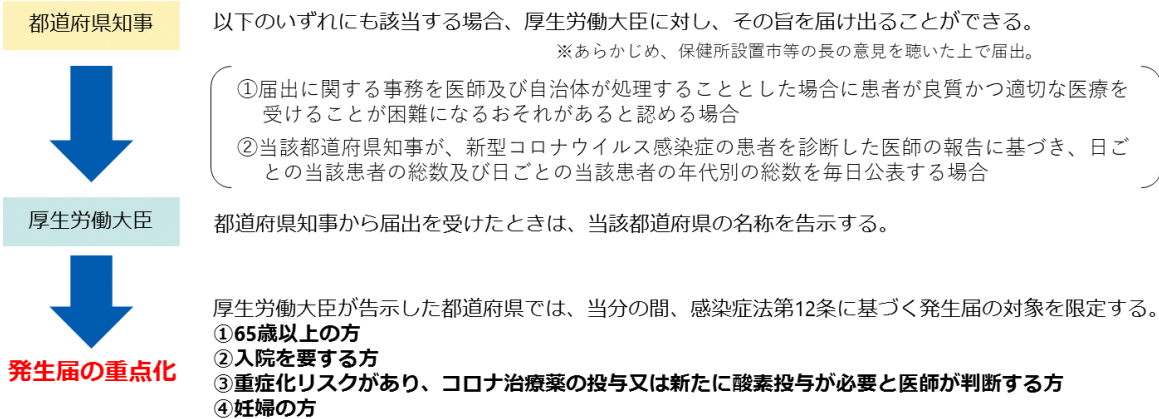 都道府県知事
以下のいずれにも該当する場合、厚生労働大臣に対し、その旨を届け出ることができる。
※あらかじめ、保健所設置市等の長の意見を聴いた上で届出。
①届出に関する事務を医師及び自治体が処理することとした場合に患者が良質かつ適切な医療を
受けることが困難になるおそれがあると認める場合
②当該都道府県知事が、新型コロナウイルス感染症の患者を診断した医師の報告に基づき、日ご
との当該患者の総数及び日ごとの当該患者の年代別の総数を毎日公表する場合
厚生労働大臣
都道府県知事から届出を受けたときは、当該都道府県の名称を告示する。
厚生労働大臣が告示した都道府県では、当分の間、感染症法第12条に基づく発生届の対象を限定する。
①65歳以上の方
②入院を要する方
発生届の重点化
③重症化リスクがあり、コロナ治療薬の投与又は新たに酸素投与が必要と医師が判断する方
④妊婦の方